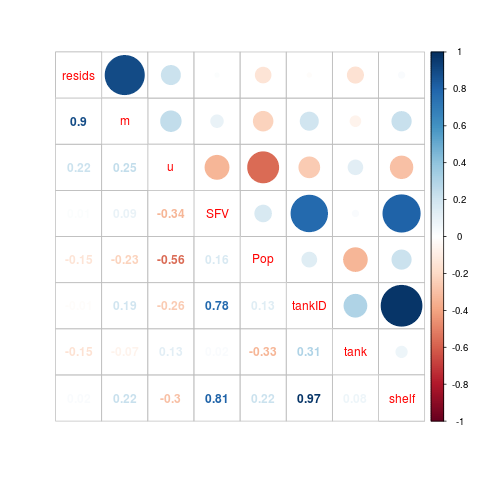 resids
0.9 m
0.22 0.25 u
0.09 -0.34 SFV
-0.15 -0.23 -0.56 0.16 Pop
0.19 -0.26 0.78 0.13 tankID
-0.15 -0.07 0.13 -0.33 0.31 tank
0.22 -0.3 0.81 0.22 0.97 0.08 shelf
1
0.8
0.6
0.4
0.2
0
-0.2
-0.4
-0.6
-0.8
-1